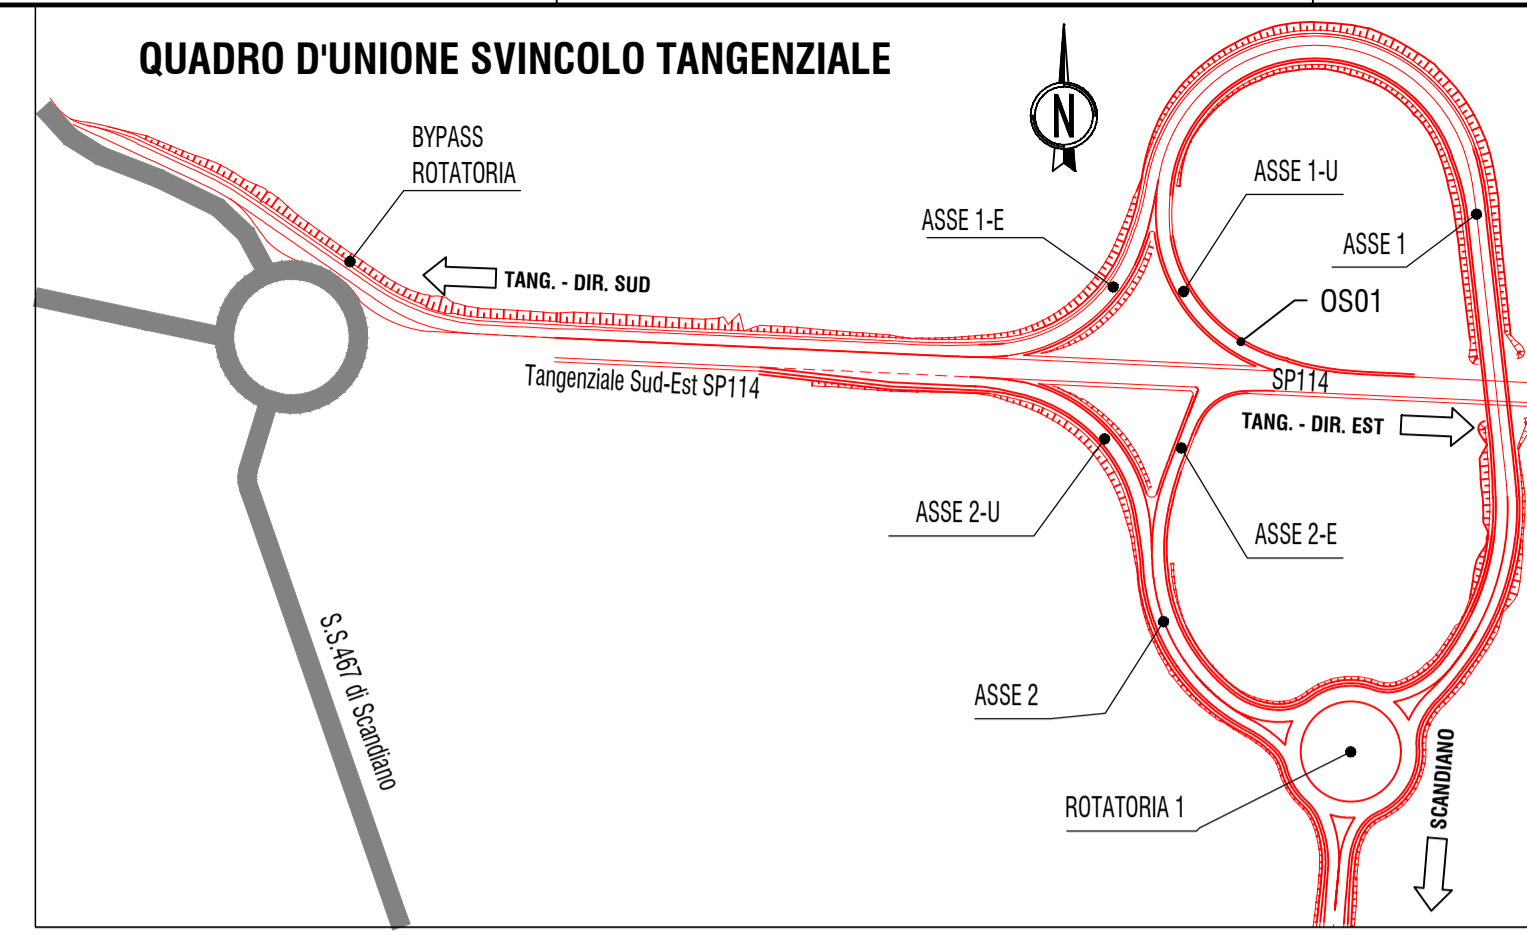 QUADRO D'UNIONE SVINCOLO TANGENZIALE
N
BYPASS
ROTATORIA
ASSE 1-U
ASSE 1-E
ASSE 1
TANG. - DIR. SUD
OS01
Tangenziale Sud-Est SP114
SP114
TANG. - DIR. EST
ASSE 2-U
ASSE 2-E
S.S.467 di Scandiano
ASSE 2
ROTATORIA 1
SCANDIANO